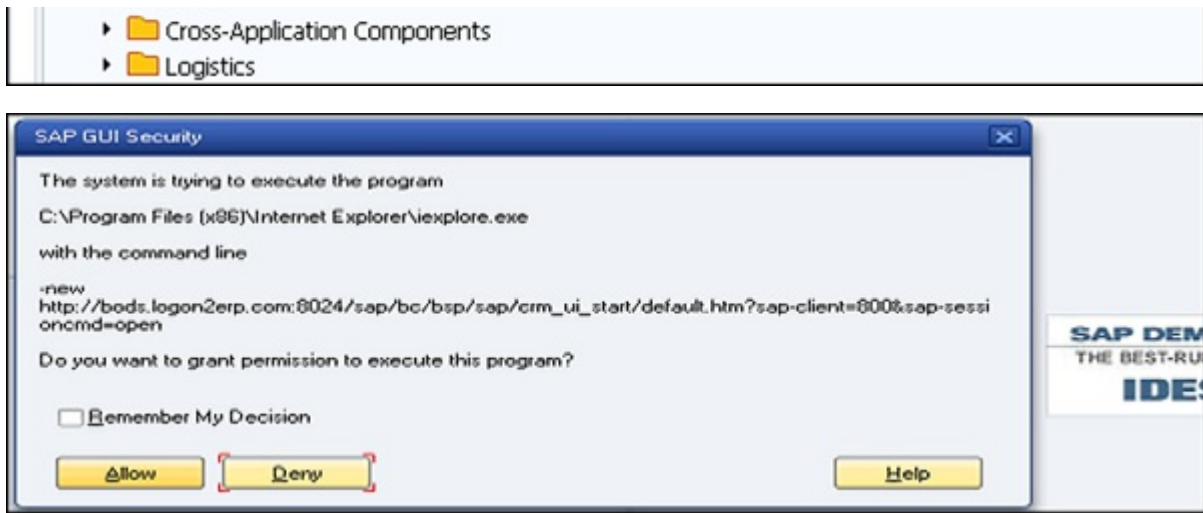 Cross-Application Components
Logistics
SAP GUI Security
The system is trying to execute the program
C:\Program Files (x86)\Internet Explorer\iexplore.exe
with the command line
-new
http://bods.logon2erp.com:8024/sap/bc/bsp/sap/crm_ui_start/default.htm?sap-client=800&sap-sessi
oncmd=open
Do you want to grant permission to execute this program?
SAP DEM
THE BEST-RU
IDES
Remember My Decision
Allow Deny Help